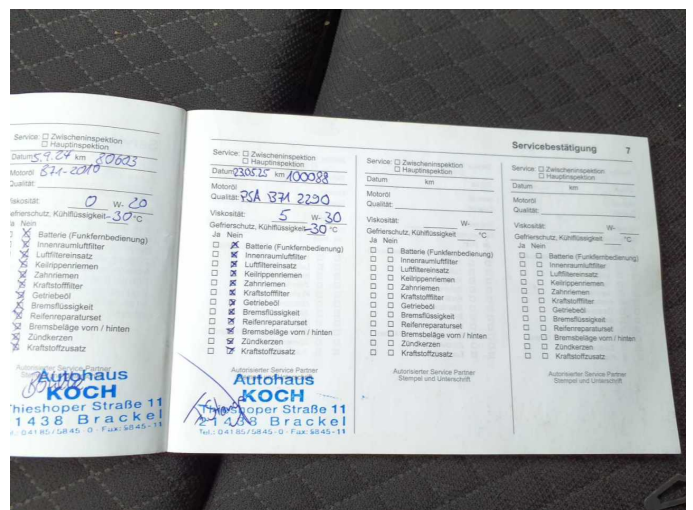 Servicebestätigung 7
Service: ☐ Zwischeninspektion
☐ Hauptinspektion
Datum 5.9.24 km 80603
Motoröl B71-2010
Qualität:
Viskosität: 0 W- 20
Gefrierschutz, Kühlflüssigkeit -30 °C
Ja Nein
☒ Batterie (Funkfernbedienung)
☒ Innenraumluftfilter
☒ Luftfiltereinsatz
☒ Keilrippenriemen
☒ Zahnriemen
☒ Kraftstofffilter
☒ Getriebeöl
☒ Bremsflüssigkeit
☒ Reifenreparaturset
☒ Bremsbeläge vorn / hinten
☒ Zündkerzen
☒ Kraftstoffzusatz
Autorisierter Service Partner
Autohaus
KOCH
Thieshoper Straße 11
21438 Brackel
Tel.: 04185/5845-0 · Fax: 5845-11
Service: ☐ Zwischeninspektion
☐ Hauptinspektion
Datum 23.05.25 km 100088
Motoröl
Qualität: PSA B71 2290
Viskosität: 5 W- 30
Gefrierschutz, Kühlflüssigkeit -30 °C
Ja Nein
☐ ☒ Batterie (Funkfernbedienung)
☐ ☒ Innenraumluftfilter
☐ ☒ Luftfiltereinsatz
☐ ☒ Keilrippenriemen
☐ ☒ Zahnriemen
☐ ☒ Kraftstofffilter
☐ ☒ Getriebeöl
☐ ☒ Bremsflüssigkeit
☐ ☒ Reifenreparaturset
☐ ☒ Bremsbeläge vorn / hinten
☐ ☒ Zündkerzen
☐ ☒ Kraftstoffzusatz
Autorisierter Service Partner
Autohaus
KOCH
Thieshoper Straße 11
21438 Brackel
Tel.: 04185/5845-0 · Fax: 5845-11
Service: ☐ Zwischeninspektion
☐ Hauptinspektion
Datum km
Motoröl
Qualität:
Viskosität: W-
Gefrierschutz, Kühlflüssigkeit °C
Ja Nein
☐ ☐ Batterie (Funkfernbedienung)
☐ ☐ Innenraumluftfilter
☐ ☐ Luftfiltereinsatz
☐ ☐ Keilrippenriemen
☐ ☐ Zahnriemen
☐ ☐ Kraftstofffilter
☐ ☐ Getriebeöl
☐ ☐ Bremsflüssigkeit
☐ ☐ Reifenreparaturset
☐ ☐ Bremsbeläge vorn / hinten
☐ ☐ Zündkerzen
☐ ☐ Kraftstoffzusatz
Autorisierter Service Partner
Stempel und Unterschrift
Service: ☐ Zwischeninspektion
☐ Hauptinspektion
Datum km
Motoröl
Qualität:
Viskosität: W-
Gefrierschutz, Kühlflüssigkeit °C
Ja Nein
☐ ☐ Batterie (Funkfernbedienung)
☐ ☐ Innenraumluftfilter
☐ ☐ Luftfiltereinsatz
☐ ☐ Keilrippenriemen
☐ ☐ Zahnriemen
☐ ☐ Kraftstofffilter
☐ ☐ Getriebeöl
☐ ☐ Bremsflüssigkeit
☐ ☐ Reifenreparaturset
☐ ☐ Bremsbeläge vorn / hinten
☐ ☐ Zündkerzen
☐ ☐ Kraftstoffzusatz
Autorisierter Service Partner
Stempel und Unterschrift